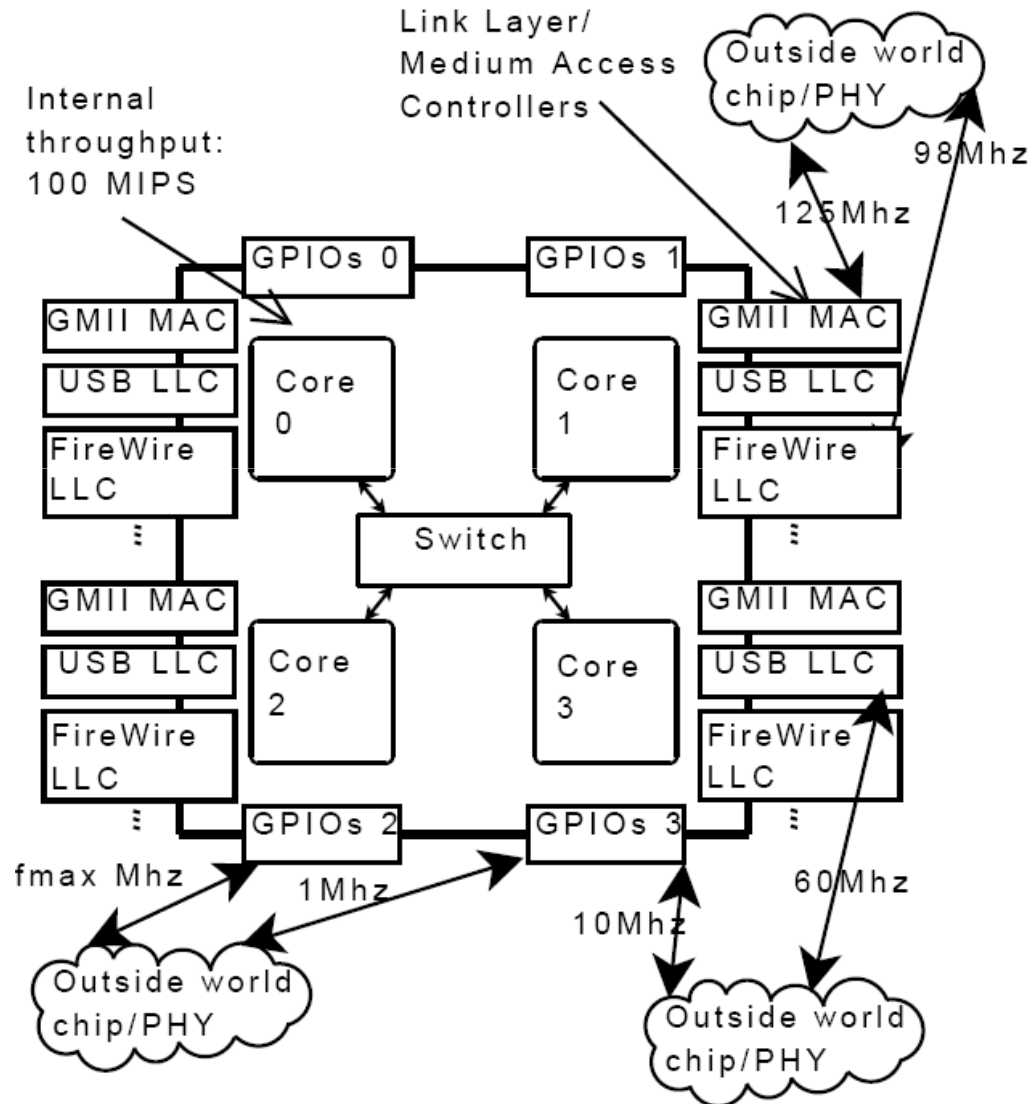 Link Layer/
Medium Access
Controllers
Outside world
chip/PHY
Internal
throughput:
100 MIPS
98Mhz
125Mhz
GPIOs 0
GPIOs 1
GMII MAC
USB LLC
FireWire
LLC
...
Core
0
Core
1
GMII MAC
USB LLC
FireWire
LLC
...
Switch
GMII MAC
USB LLC
FireWire
LLC
...
Core
2
Core
3
GMII MAC
USB LLC
FireWire
LLC
...
GPIOs 2
GPIOs 3
fmax Mhz
1Mhz
10Mhz
60Mhz
Outside world
chip/PHY
Outside world
chip/PHY